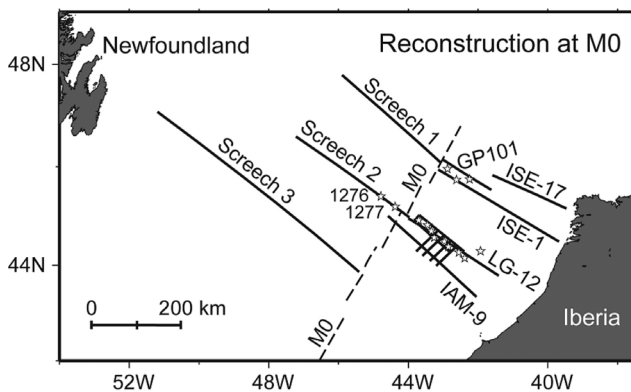 Newfoundland
Reconstruction at M0
48N
44N
Screech 1
GP101
M0
ISE-17
Screech 2
Screech 3
1276
1277
ISE-1
LG-12
IAM-9
0 200 km
M0
Iberia
52W 48W 44W 40W